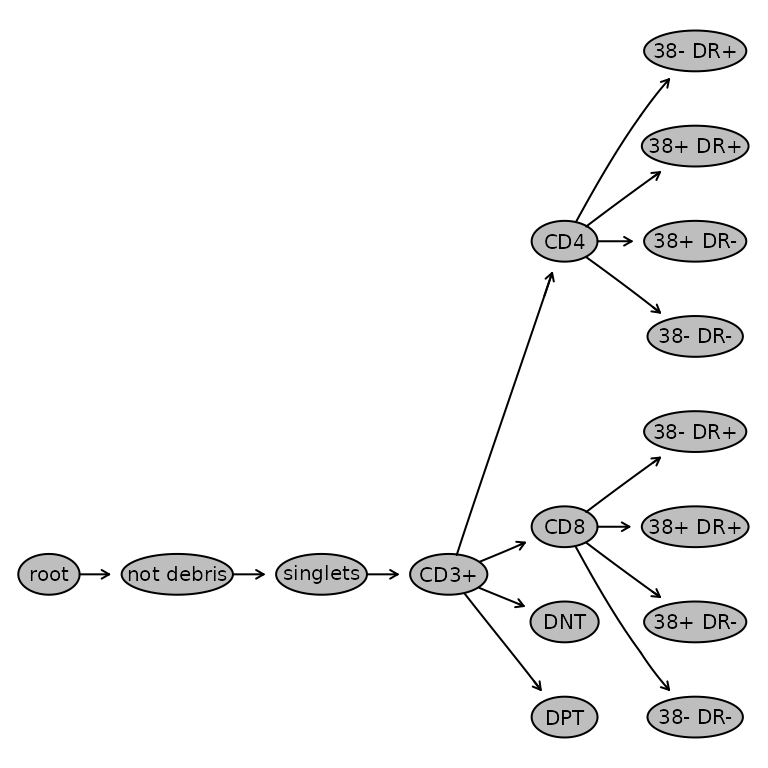 38- DR+
38+ DR+
CD4
38+ DR-
38- DR-
38- DR+
CD8
38+ DR+
root
not debris
singlets
CD3+
DNT
38+ DR-
DPT
38- DR-